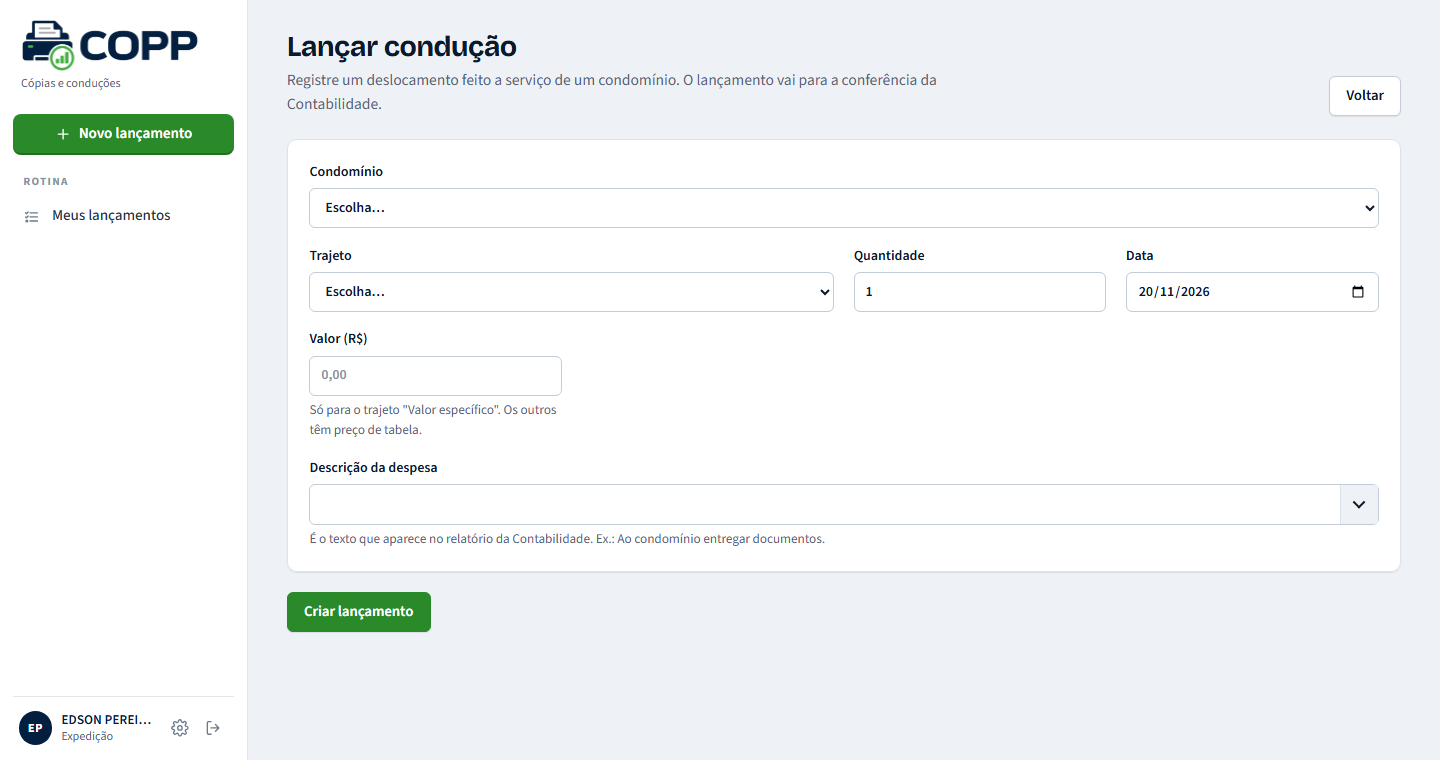 COPP
Cópias e conduções
Novo lançamento
ROTINA
Meus lançamentos
EP
EDSON PEREI...
Expedição
Lançar condução
Registre um deslocamento feito a serviço de um condomínio. O lançamento vai para a conferência da
Contabilidade.
Voltar
Condomínio
Escolha...
Trajeto
Quantidade
Data
Escolha...
1
20/11/2026
Valor (R$)
0,00
Só para o trajeto "Valor específico". Os outros
têm preço de tabela.
Descrição da despesa
É o texto que aparece no relatório da Contabilidade. Ex.: Ao condomínio entregar documentos.
Criar lançamento